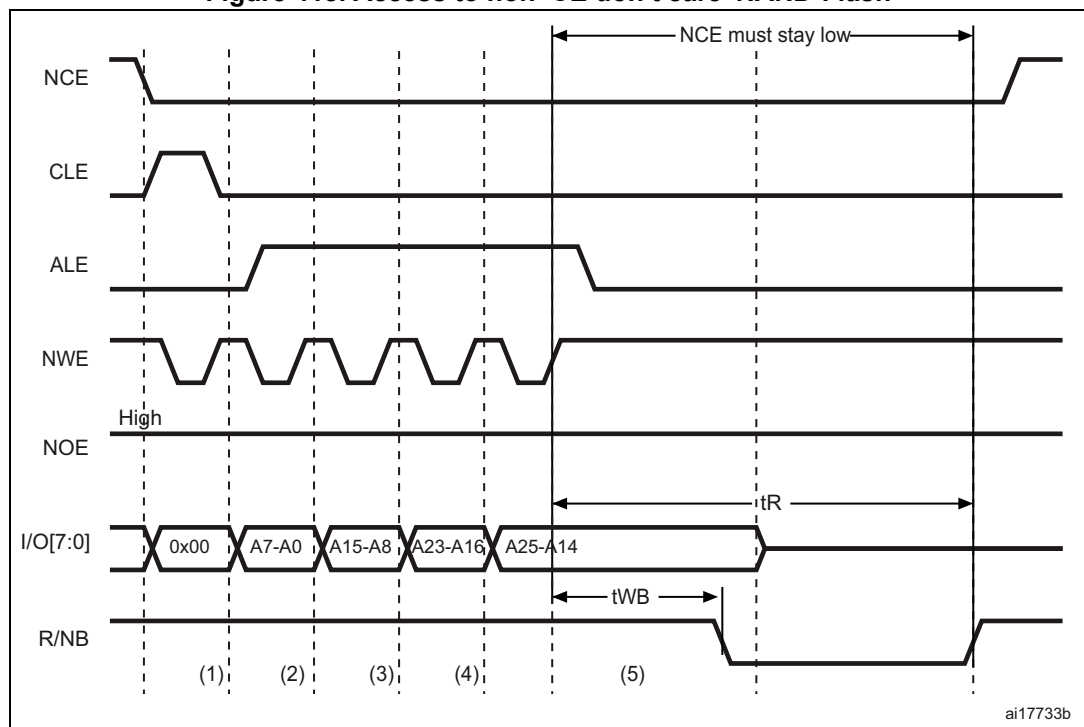 Figure 118. Access to non 'CE don't care' NAND-Flash
NCE must stay low
NCE
CLE
ALE
NWE
High
NOE
tR
I/O[7:0]
0x00
A7-A0
A15-A8
A23-A16
A25-A14
tWB
R/NB
(1)
(2)
(3)
(4)
(5)
ai17733b